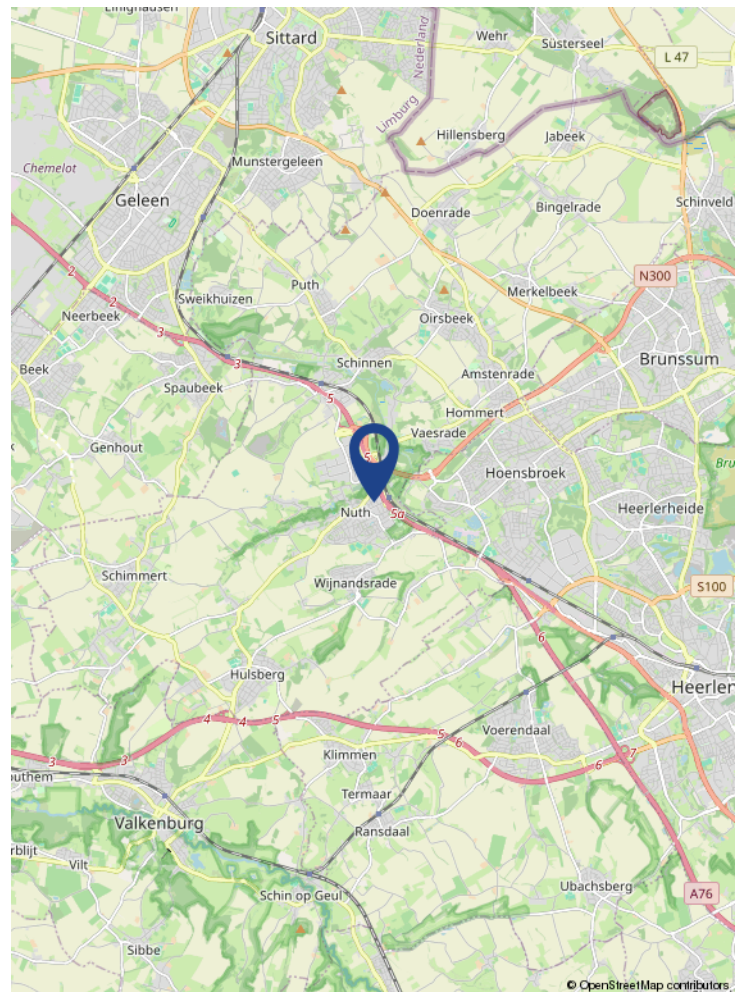 Sittard
Wehr
Süsterseel
L 47
Nederland
Limburg
Hillensberg
Jabeek
Munstergeleen
Chemelot
Geleen
Doenrade
Bingelrade
Schinveld
2
N300
Puth
Merkelbeek
Sweikhuizen
2
Neerbeek
3
Oirsbeek
Brunssum
3
Schinnen
Beek
Spaubeek
Amstenrade
5
Hommert
Vaesrade
Genhout
5
Hoensbroek
Heerlerheide
Nuth
5a
Schimmert
Wijnandsrade
S100
6
Hulsberg
Heerlen
4
4
5
5
6
Voerendaal
3
3
Klimmen
6
7
Termaar
Valkenburg
Ransdaal
Vilt
Ubachsberg
A76
Schin op Geul
Sibbe
© OpenStreetMap contributors